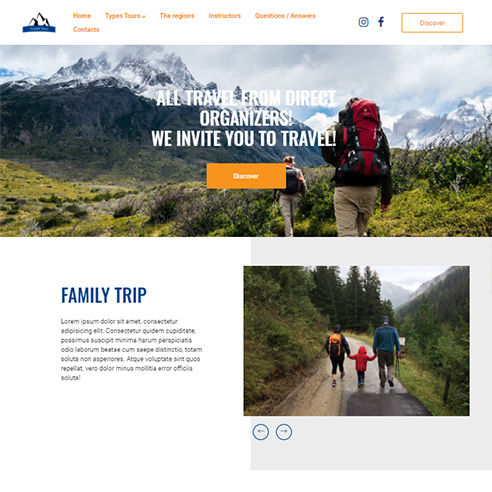 Home Types Tours The regions Instructors Questions / Answers
Contacts
Discover
ALL TRAVEL FROM DIRECT
ORGANIZERS!
WE INVITE YOU TO TRAVEL!
Discover
FAMILY TRIP
Lorem ipsum dolor sit amet, consectetur
adipisicing elit. Consectetur quidem cupiditate,
possimus suscipit minima harum perspiciatis
odio laborum beatae cum saepe distinctio, totam
soluta non asperiores. Atque voluptate sint quos
repellat, vero dolor minus mollitia error officiis
soluta!